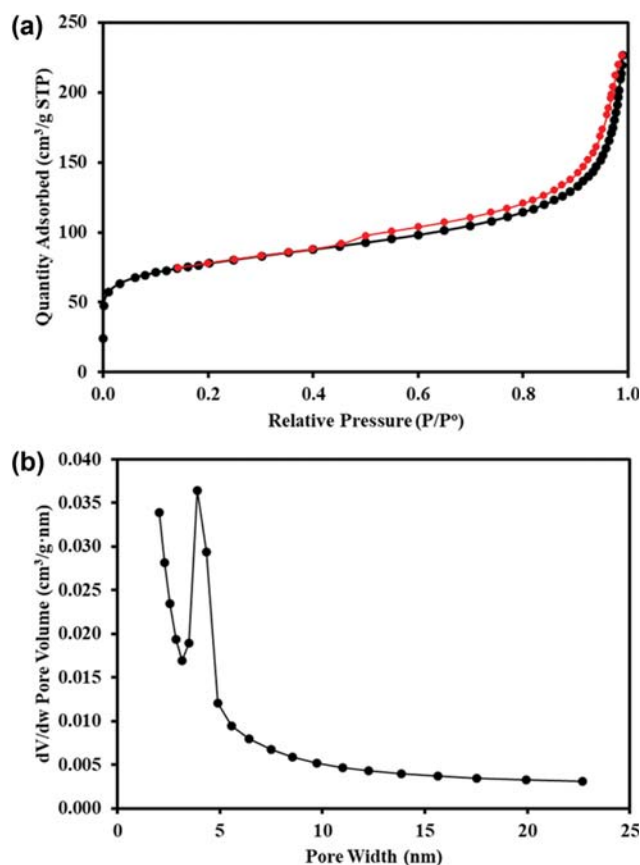 (a)
250
200
150
100
50
0
Quantity Adsorbed (cm³/g STP)
0.0 0.2 0.4 0.6 0.8 1.0
Relative Pressure (P/P°)
(b)
0.040
0.035
0.030
0.025
0.020
0.015
0.010
0.005
0.000
dV/dw Pore Volume (cm³/g·nm)
0 5 10 15 20 25
Pore Width (nm)